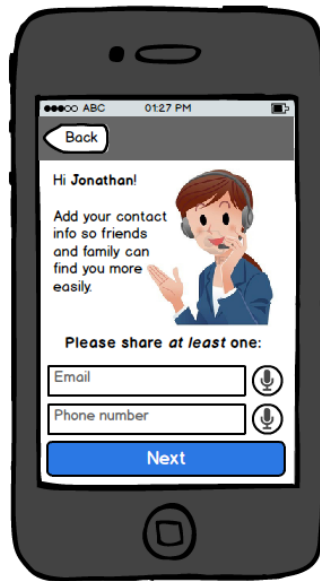 ABC 01:27 PM
Back
Hi Jonathan!
Add your contact
info so friends
and family can
find you more
easily.
Please share at least one:
Email
Phone number
Next